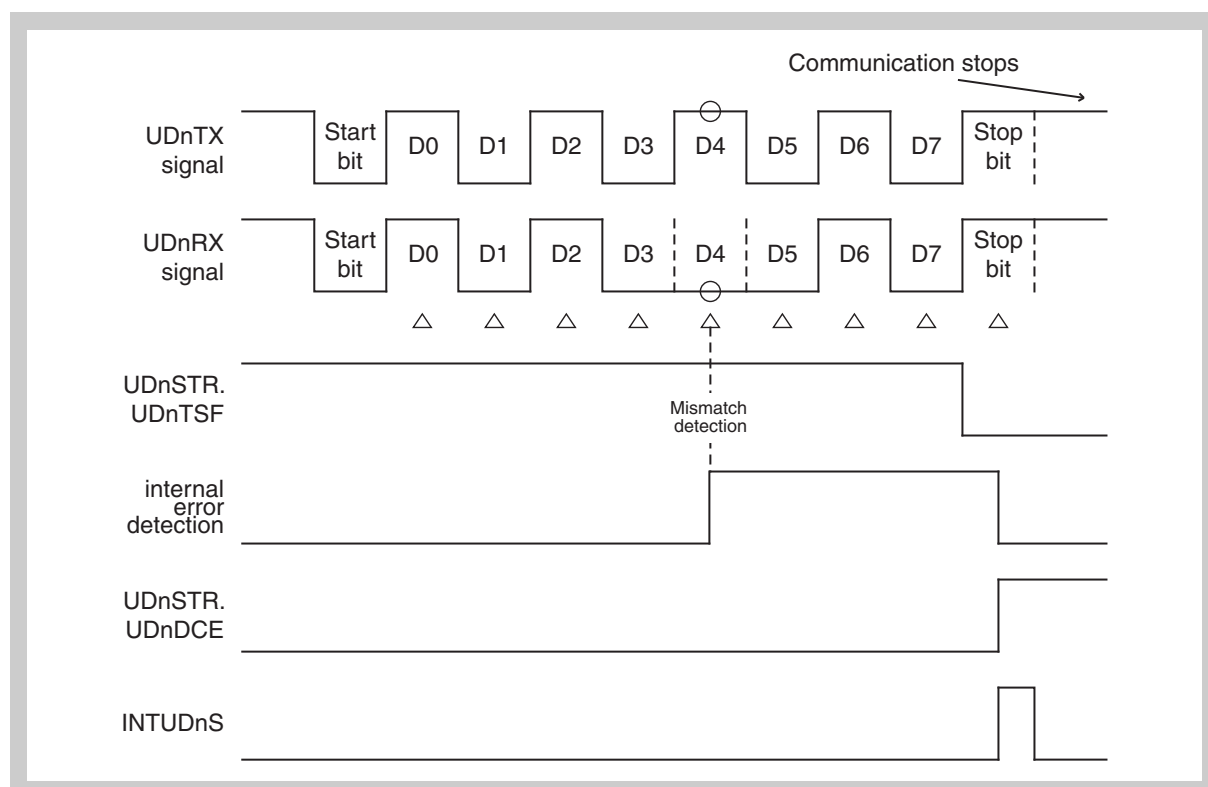 Communication stops
UDnTX
signal
Start
bit
D0 D1 D2 D3 D4 D5 D6 D7
Stop
bit
UDnRX
signal
Start
bit
D0 D1 D2 D3 D4 D5 D6 D7
Stop
bit
UDnSTR.
UDnTSF
Mismatch
detection
internal
error
detection
UDnSTR.
UDnDCE
INTUDnS